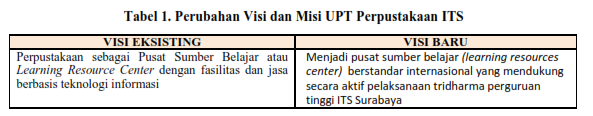 Tabel 1. Perubahan Visi dan Misi UPT Perpustakaan ITS
VISI EKSISTING
Perpustakaan sebagai Pusat Sumber Belajar atau
Learning Resource Center dengan fasilitas dan jasa
berbasis teknologi informasi
VISI BARU
Menjadi pusat sumber belajar (learning resources
center) berstandar internasional yang mendukung
secara aktif pelaksanaan tridharma perguruan
tinggi ITS Surabaya